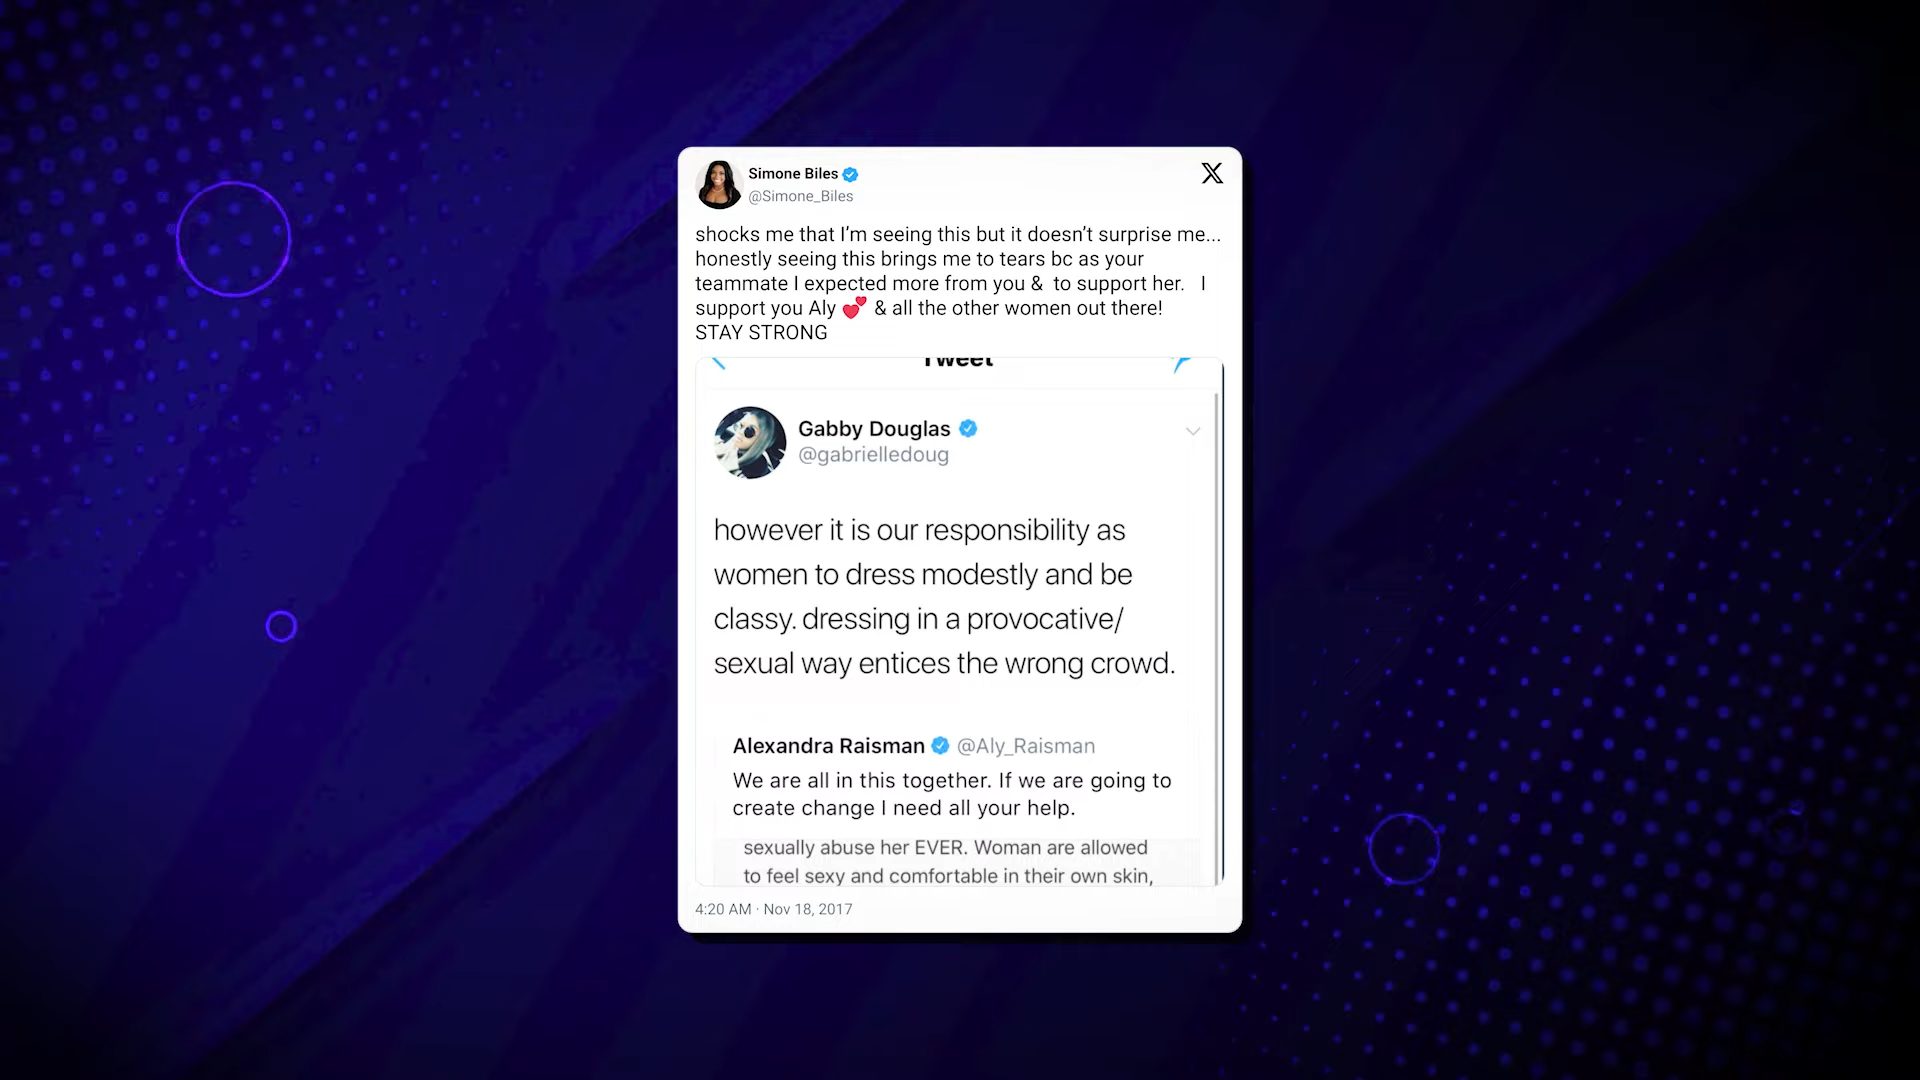 Simone Biles
@Simone_Biles
shocks me that I’m seeing this but it doesn’t surprise me...
honestly seeing this brings me to tears bc as your
teammate I expected more from you &  to support her.   I
support you Aly 💕 & all the other women out there!
STAY STRONG
Tweet
Gabby Douglas
@gabrielledoug
however it is our responsibility as
women to dress modestly and be
classy. dressing in a provocative/
sexual way entices the wrong crowd.
Alexandra Raisman @Aly_Raisman
We are all in this together. If we are going to
create change I need all your help.
sexually abuse her EVER. Woman are allowed
to feel sexy and comfortable in their own skin,
4:20 AM · Nov 18, 2017